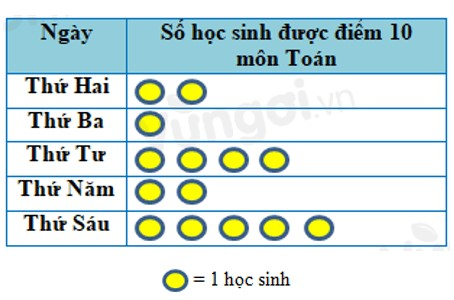 Ngày
Số học sinh được điểm 10
môn Toán
Thứ Hai
Thứ Ba
Thứ Tư
Thứ Năm
Thứ Sáu
= 1 học sinh